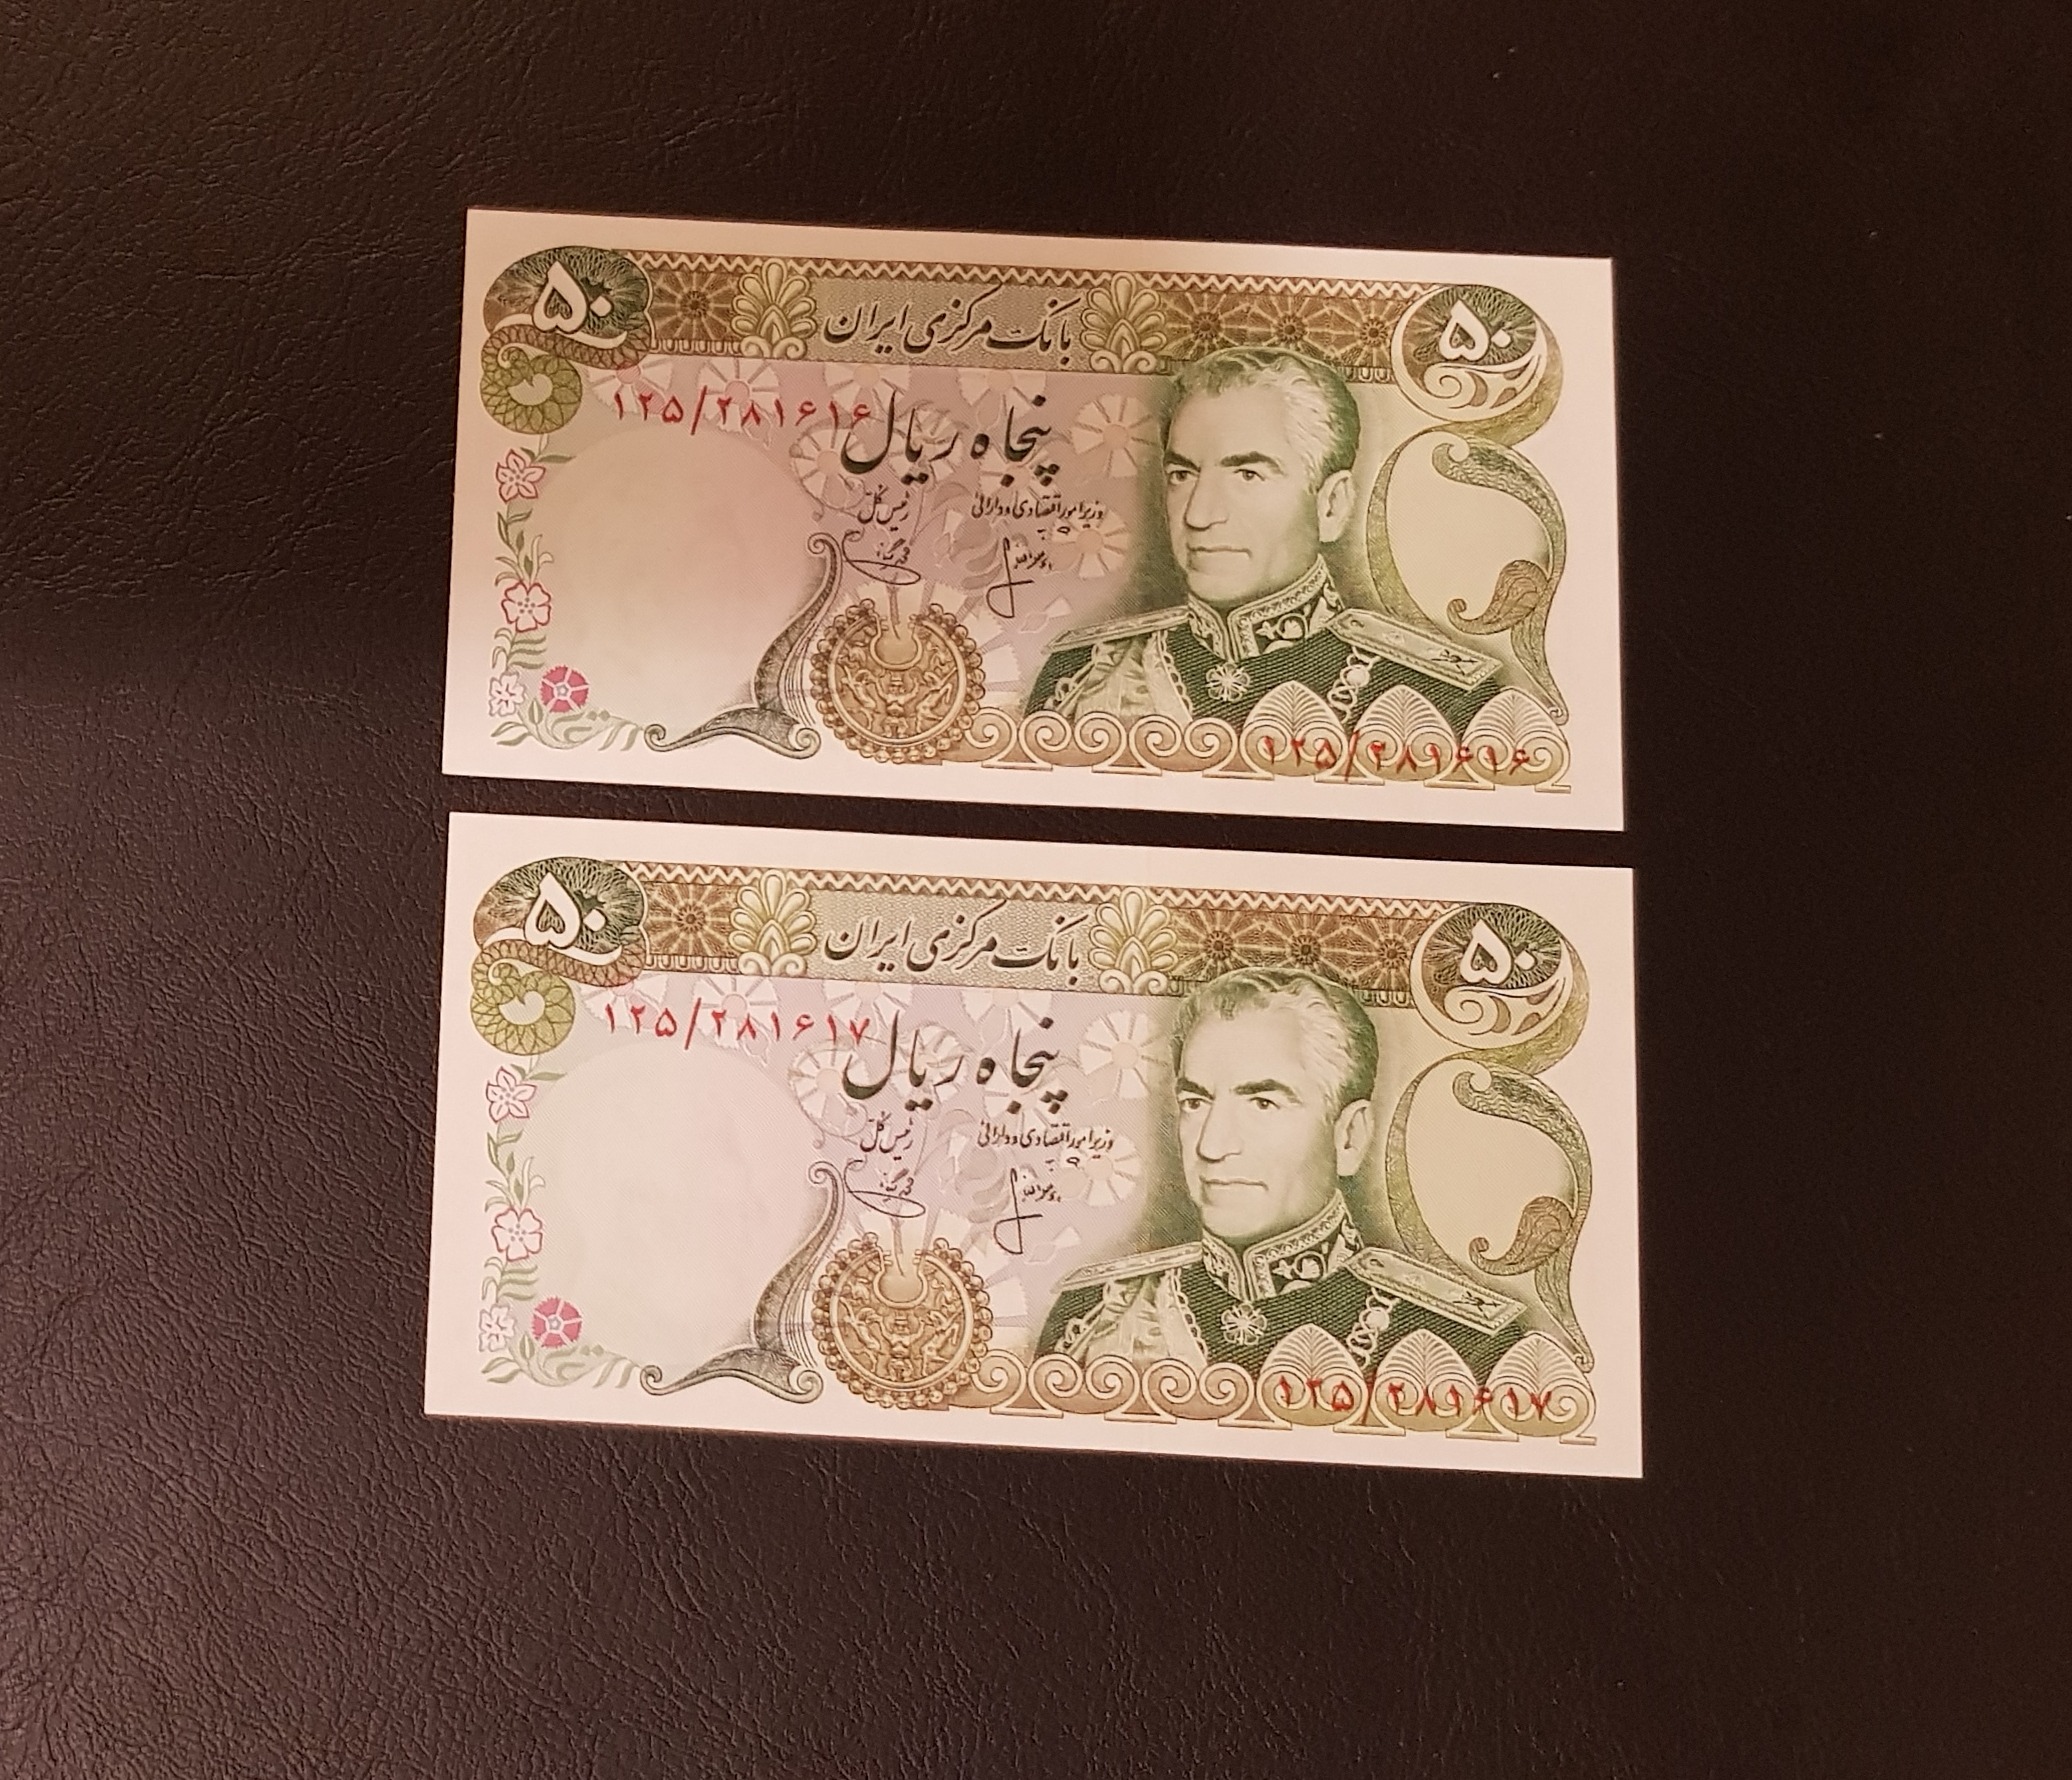 ۵۰ بانک مرکزی ایران ۵۰
۱۲۵/۲۸۱۶۱۶
پنجاه ریال
وزیر امور اقتصادی و دارائی رئیس کل
۱۲۵/۲۸۱۶۱۶
۵۰ بانک مرکزی ایران ۵۰
۱۲۵/۲۸۱۶۱۷
پنجاه ریال
وزیر امور اقتصادی و دارائی رئیس کل
۱۲۵/۲۸۱۶۱۷